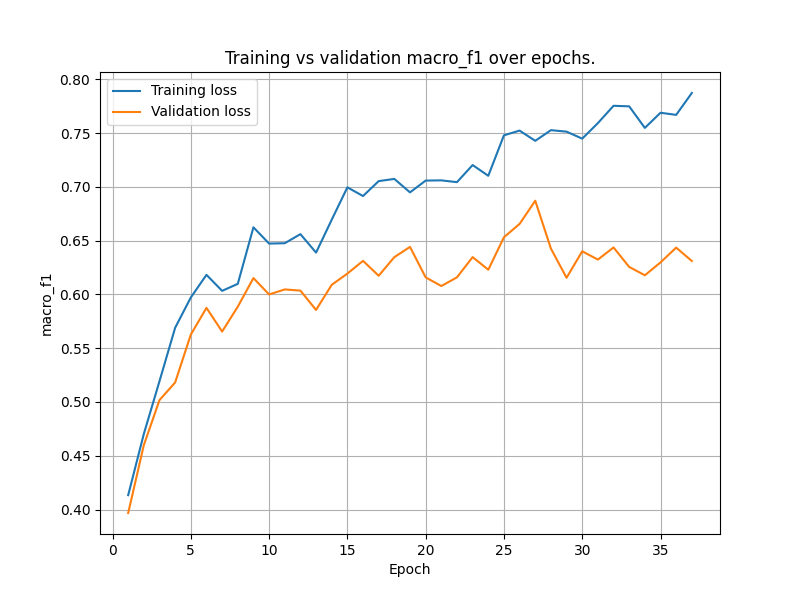 Training vs validation macro_f1 over epochs.
Training loss
Validation loss
0.80
0.75
0.70
0.65
0.60
0.55
0.50
0.45
0.40
macro_f1
0 5 10 15 20 25 30 35
Epoch